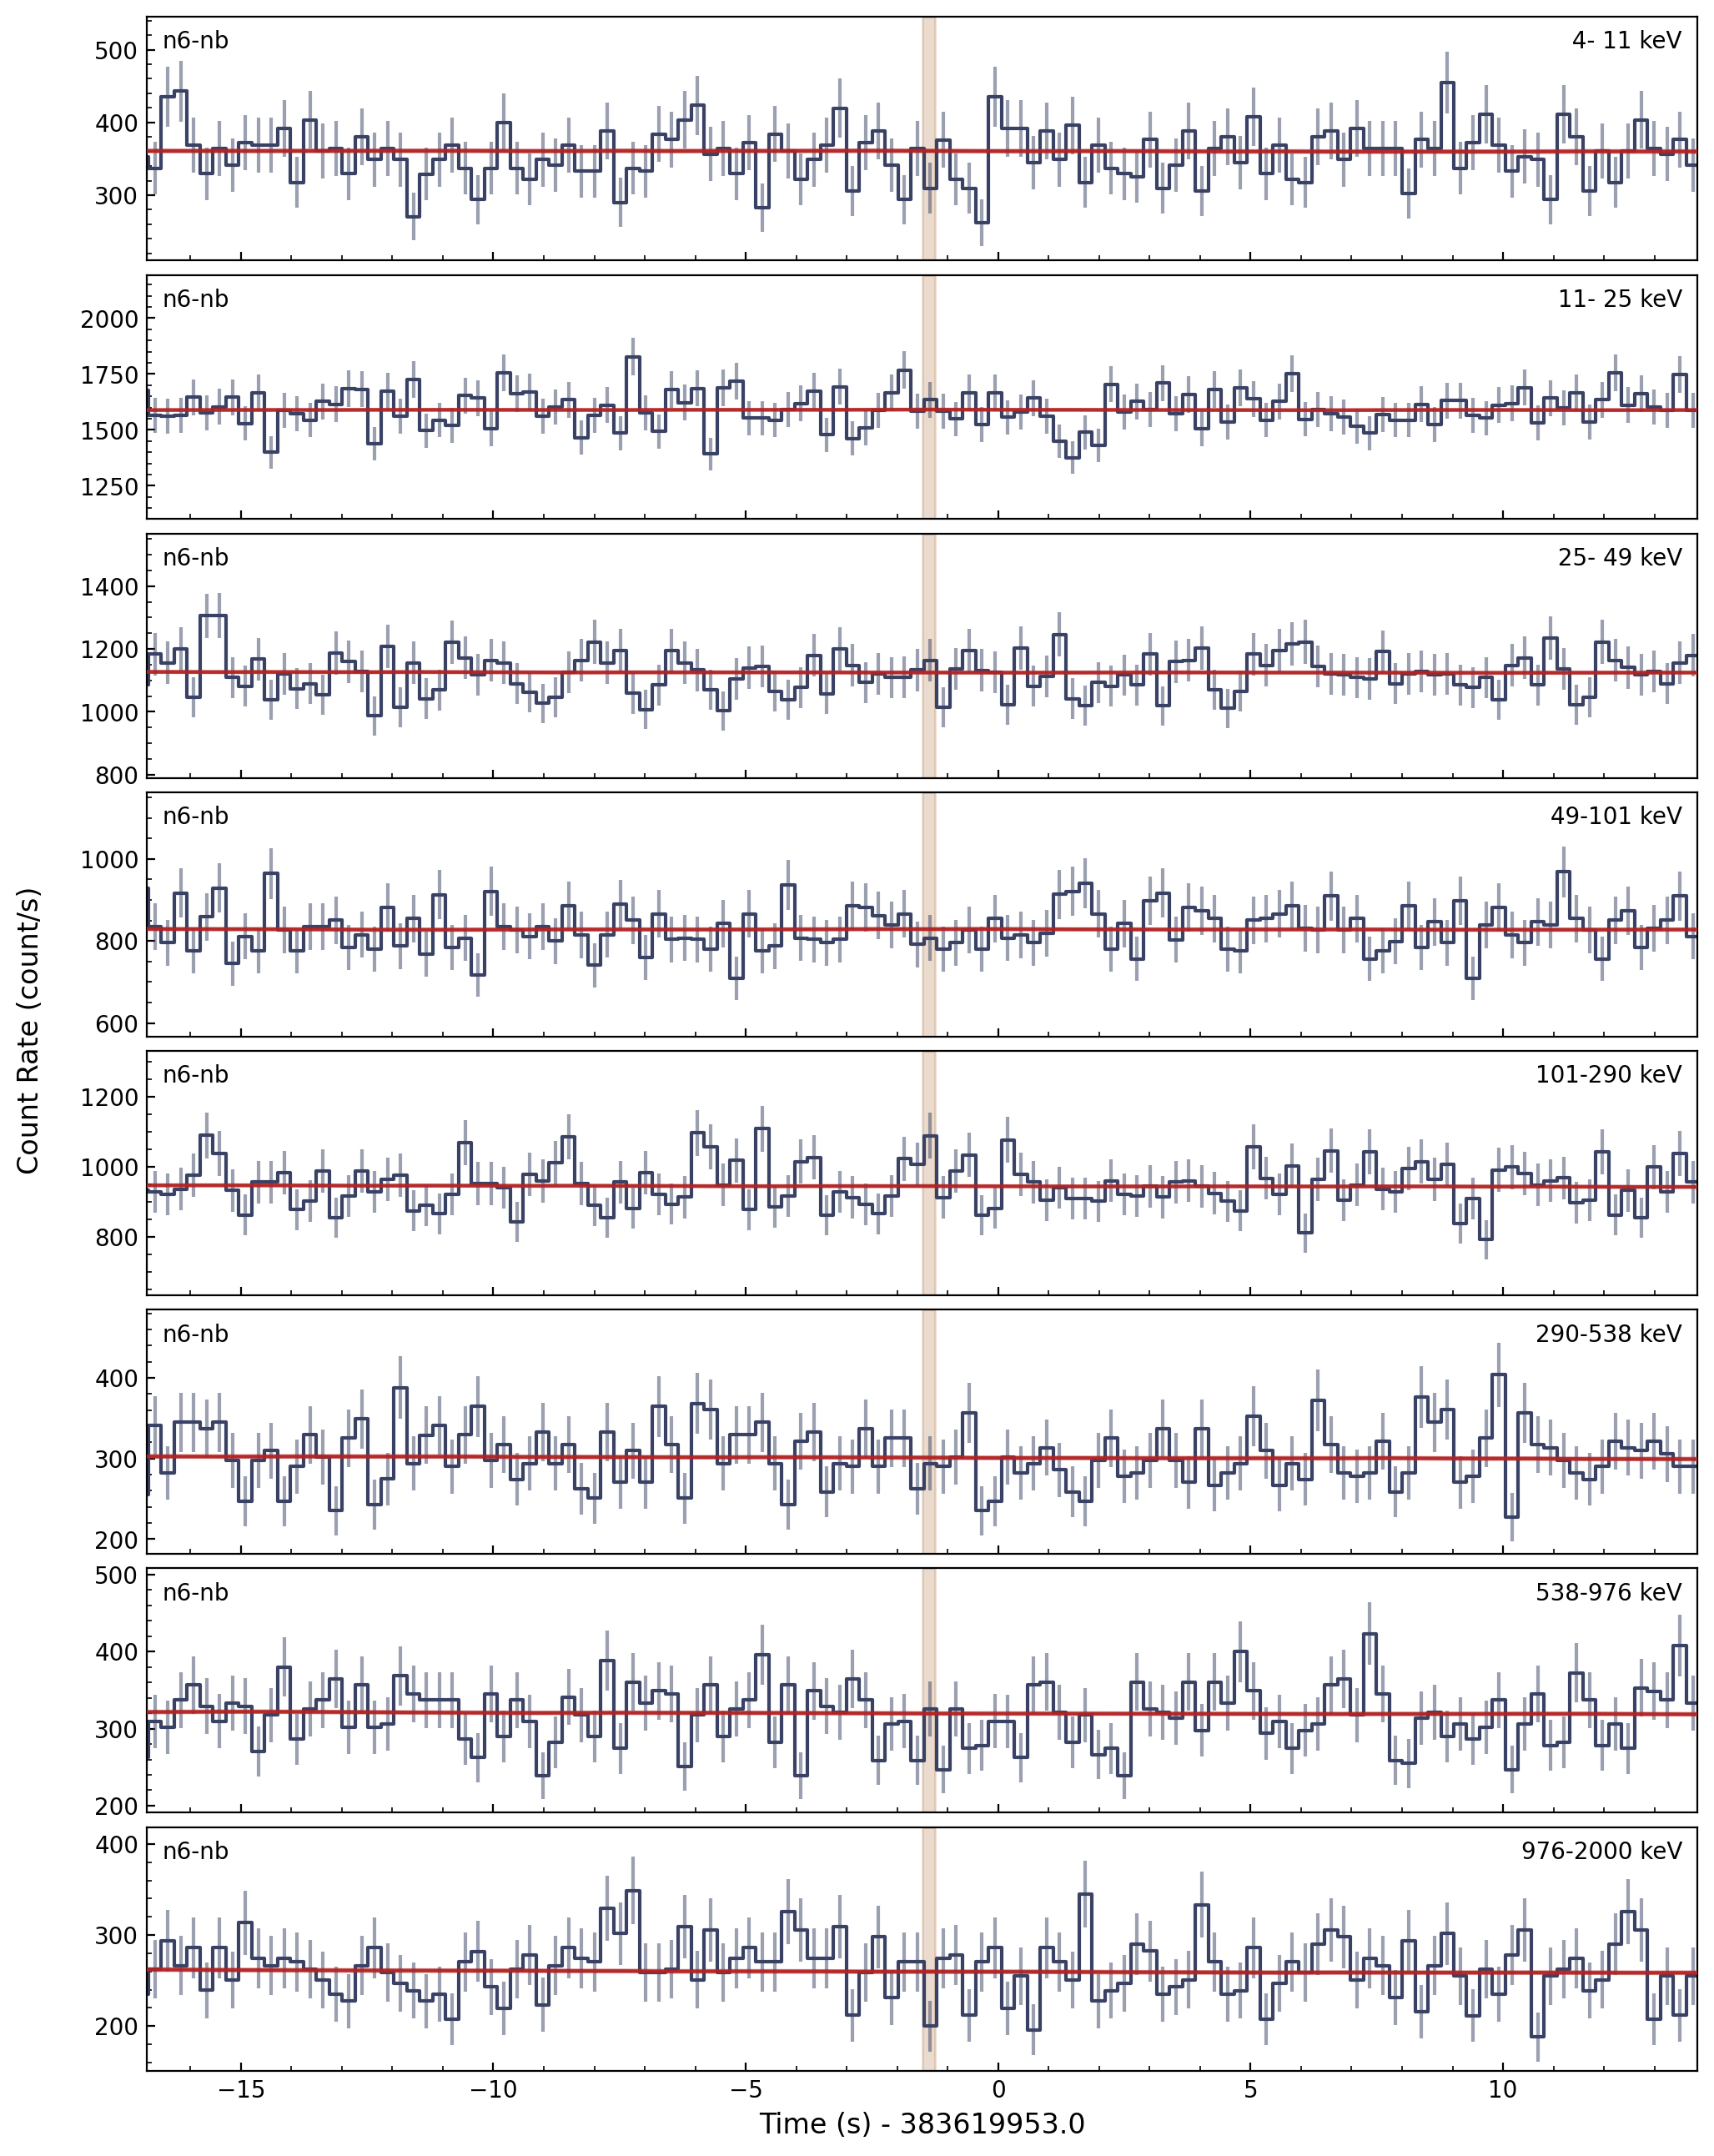 n6-nb 4- 11 keV
500
400
300
n6-nb 11- 25 keV
2000
1750
1500
1250
n6-nb 25- 49 keV
1400
1200
1000
800
n6-nb 49-101 keV
1000
800
600
n6-nb 101-290 keV
1200
1000
800
n6-nb 290-538 keV
400
300
200
n6-nb 538-976 keV
500
400
300
200
n6-nb 976-2000 keV
400
300
200
−15 −10 −5 0 5 10
Time (s) - 383619953.0
Count Rate (count/s)